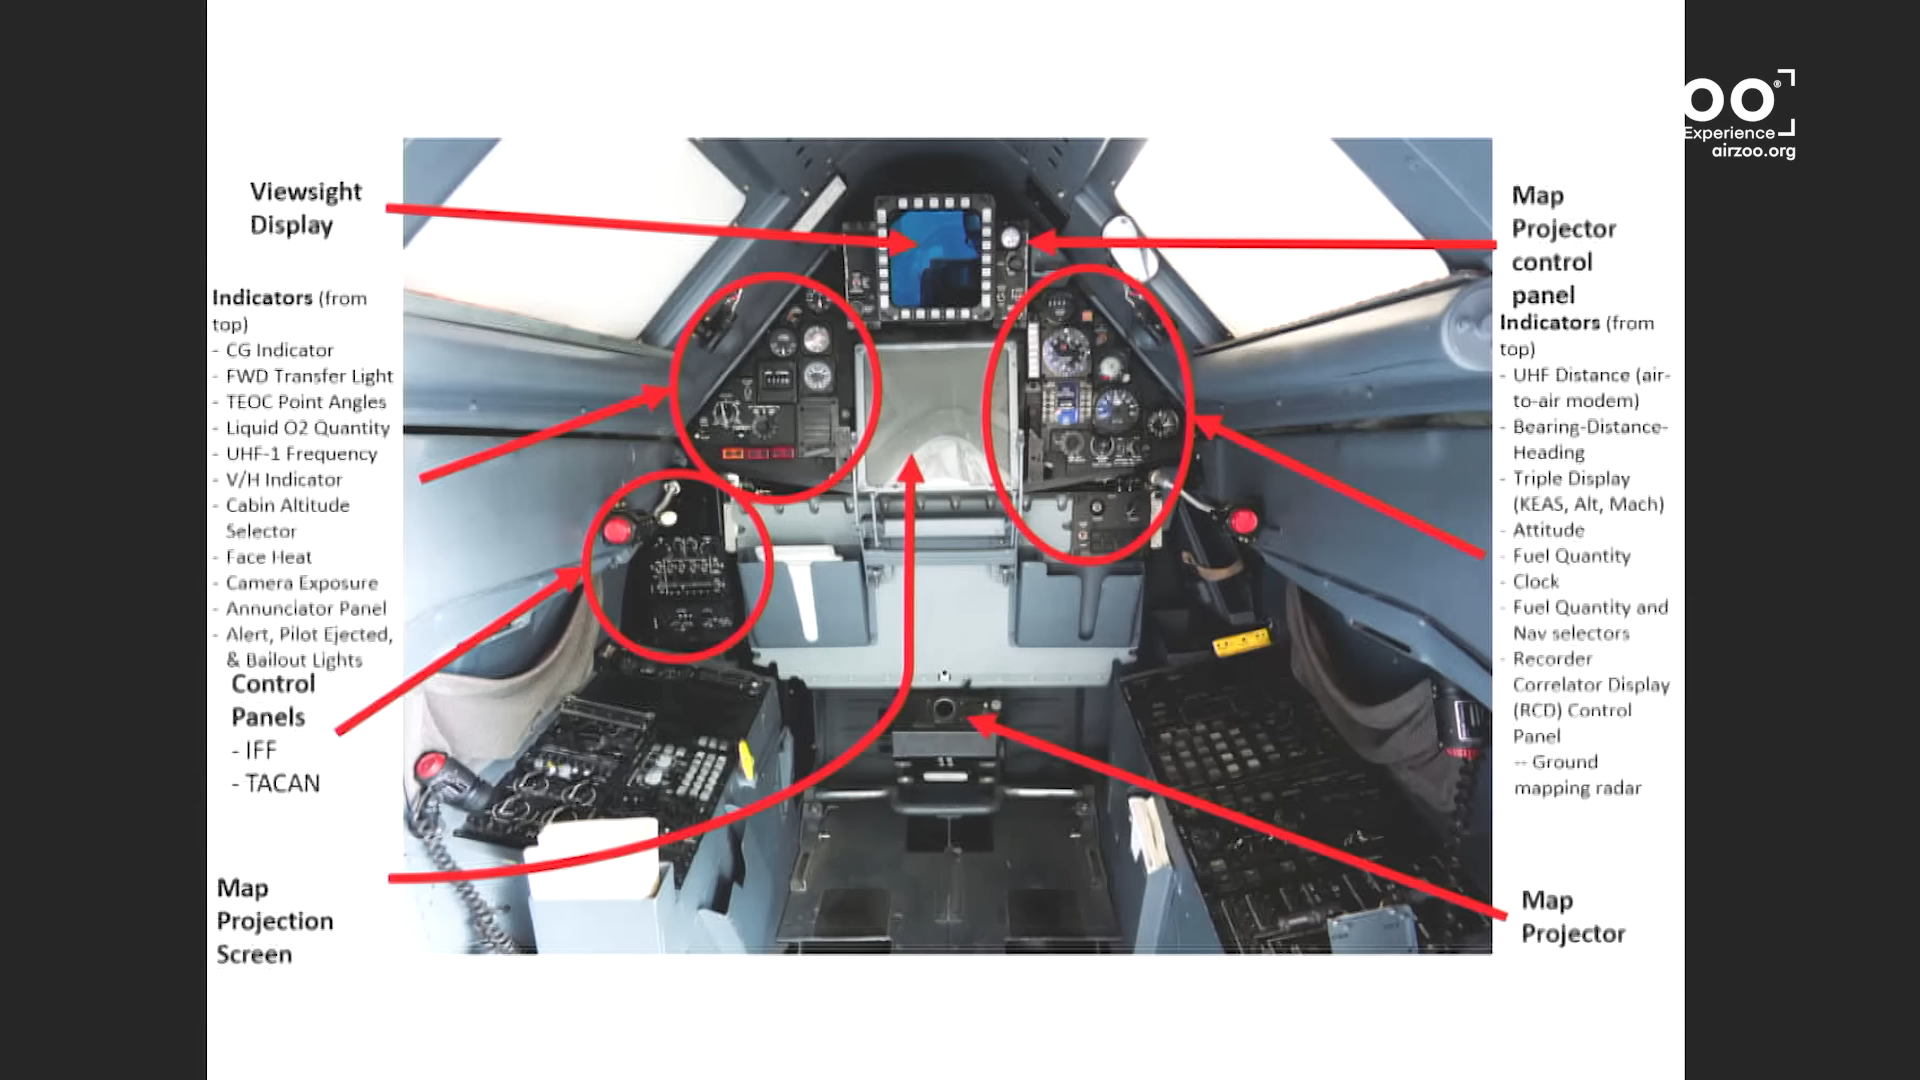 OO®
Experience
airzoo.org
Viewsight
Display
Indicators (from
top)
- CG Indicator
- FWD Transfer Light
- TEOC Point Angles
- Liquid O2 Quantity
- UHF-1 Frequency
- V/H Indicator
- Cabin Altitude
Selector
- Face Heat
- Camera Exposure
- Annunciator Panel
- Alert, Pilot Ejected,
& Bailout Lights
Control
Panels
- IFF
- TACAN
Map
Projection
Screen
Map
Projector
control
panel
Indicators (from
top)
- UHF Distance (air-
to-air modem)
- Bearing-Distance-
Heading
- Triple Display
(KEAS, Alt, Mach)
- Attitude
- Fuel Quantity
- Clock
- Fuel Quantity and
Nav selectors
- Recorder
Correlator Display
(RCD) Control
Panel
-- Ground
mapping radar
Map
Projector